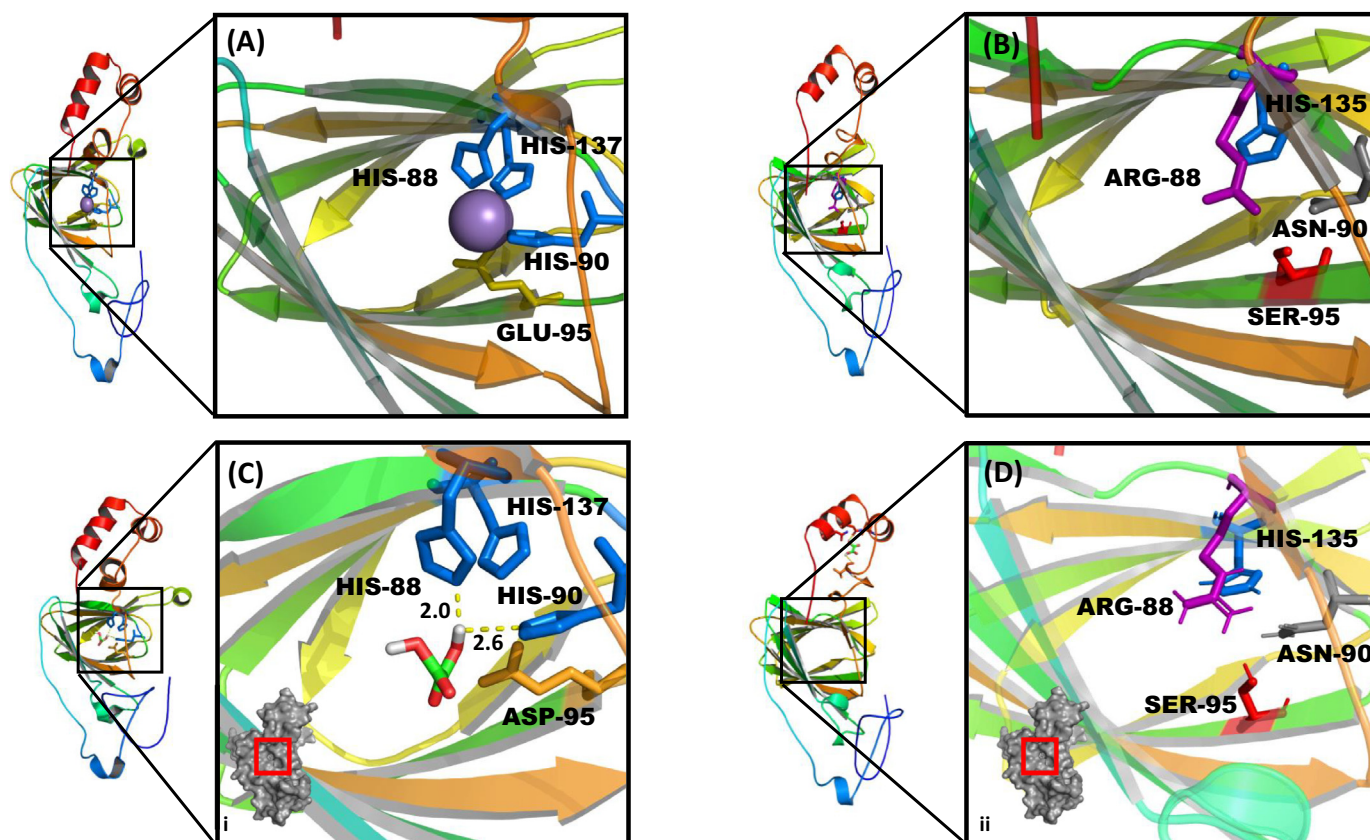 (A)
HIS-137
HIS-88
HIS-90
GLU-95
(B)
HIS-135
ARG-88
ASN-90
SER-95
(C)
HIS-137
HIS-88
HIS-90
2.0
2.6
ASP-95
i
(D)
HIS-135
ARG-88
ASN-90
SER-95
ii